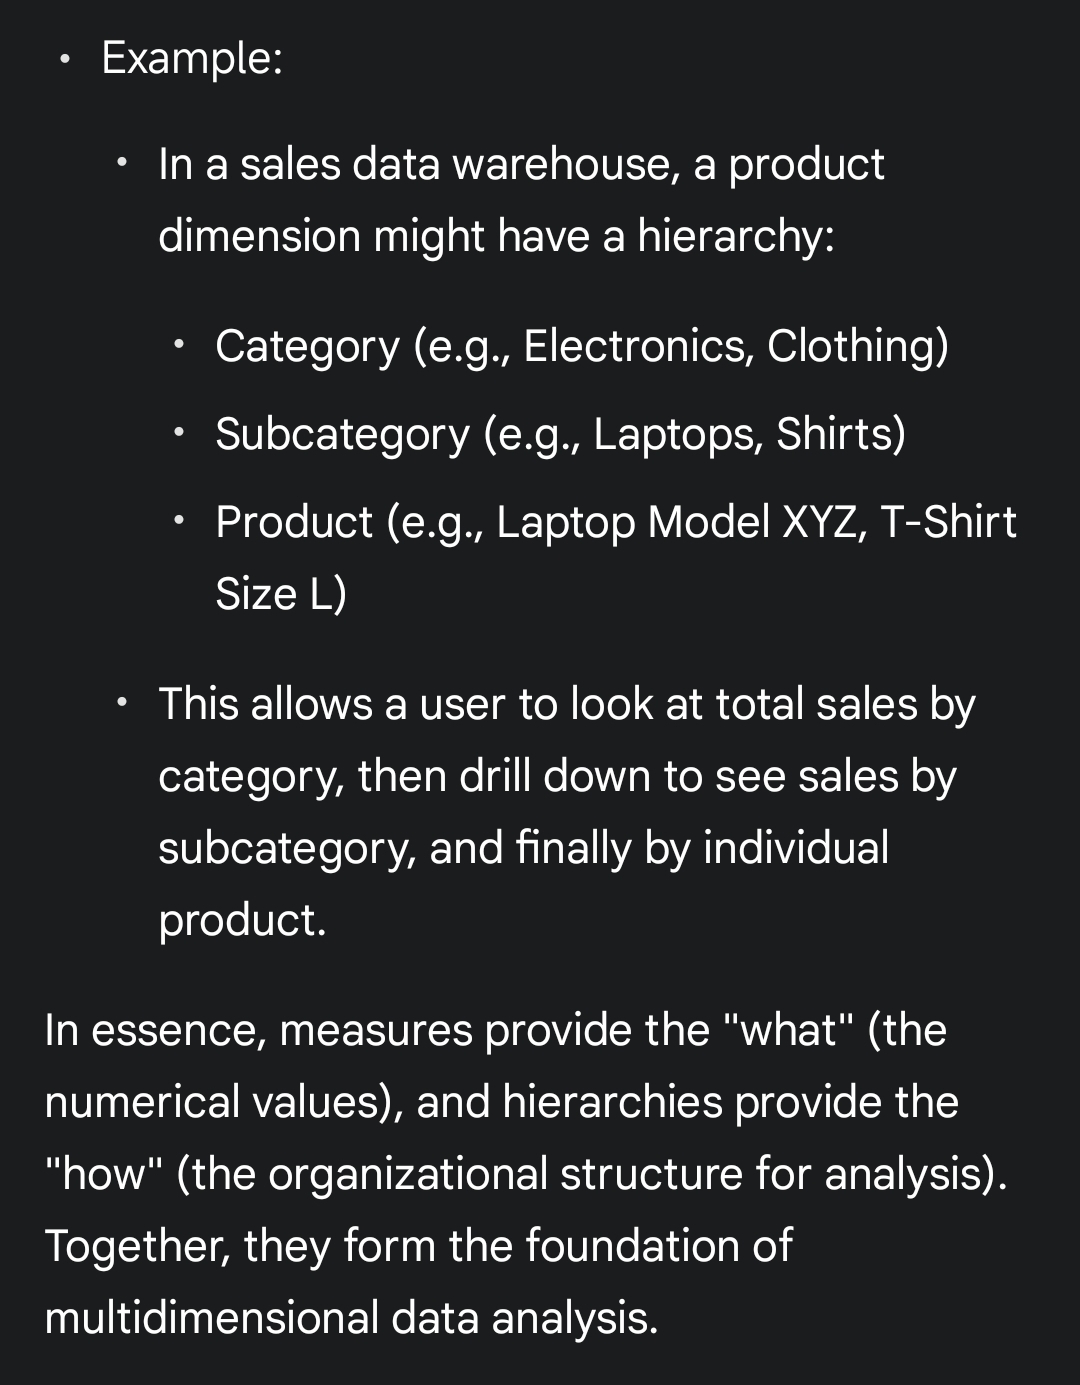 • Example:
• In a sales data warehouse, a product
dimension might have a hierarchy:
• Category (e.g., Electronics, Clothing)
• Subcategory (e.g., Laptops, Shirts)
• Product (e.g., Laptop Model XYZ, T-Shirt
Size L)
• This allows a user to look at total sales by
category, then drill down to see sales by
subcategory, and finally by individual
product.
In essence, measures provide the "what" (the
numerical values), and hierarchies provide the
"how" (the organizational structure for analysis).
Together, they form the foundation of
multidimensional data analysis.